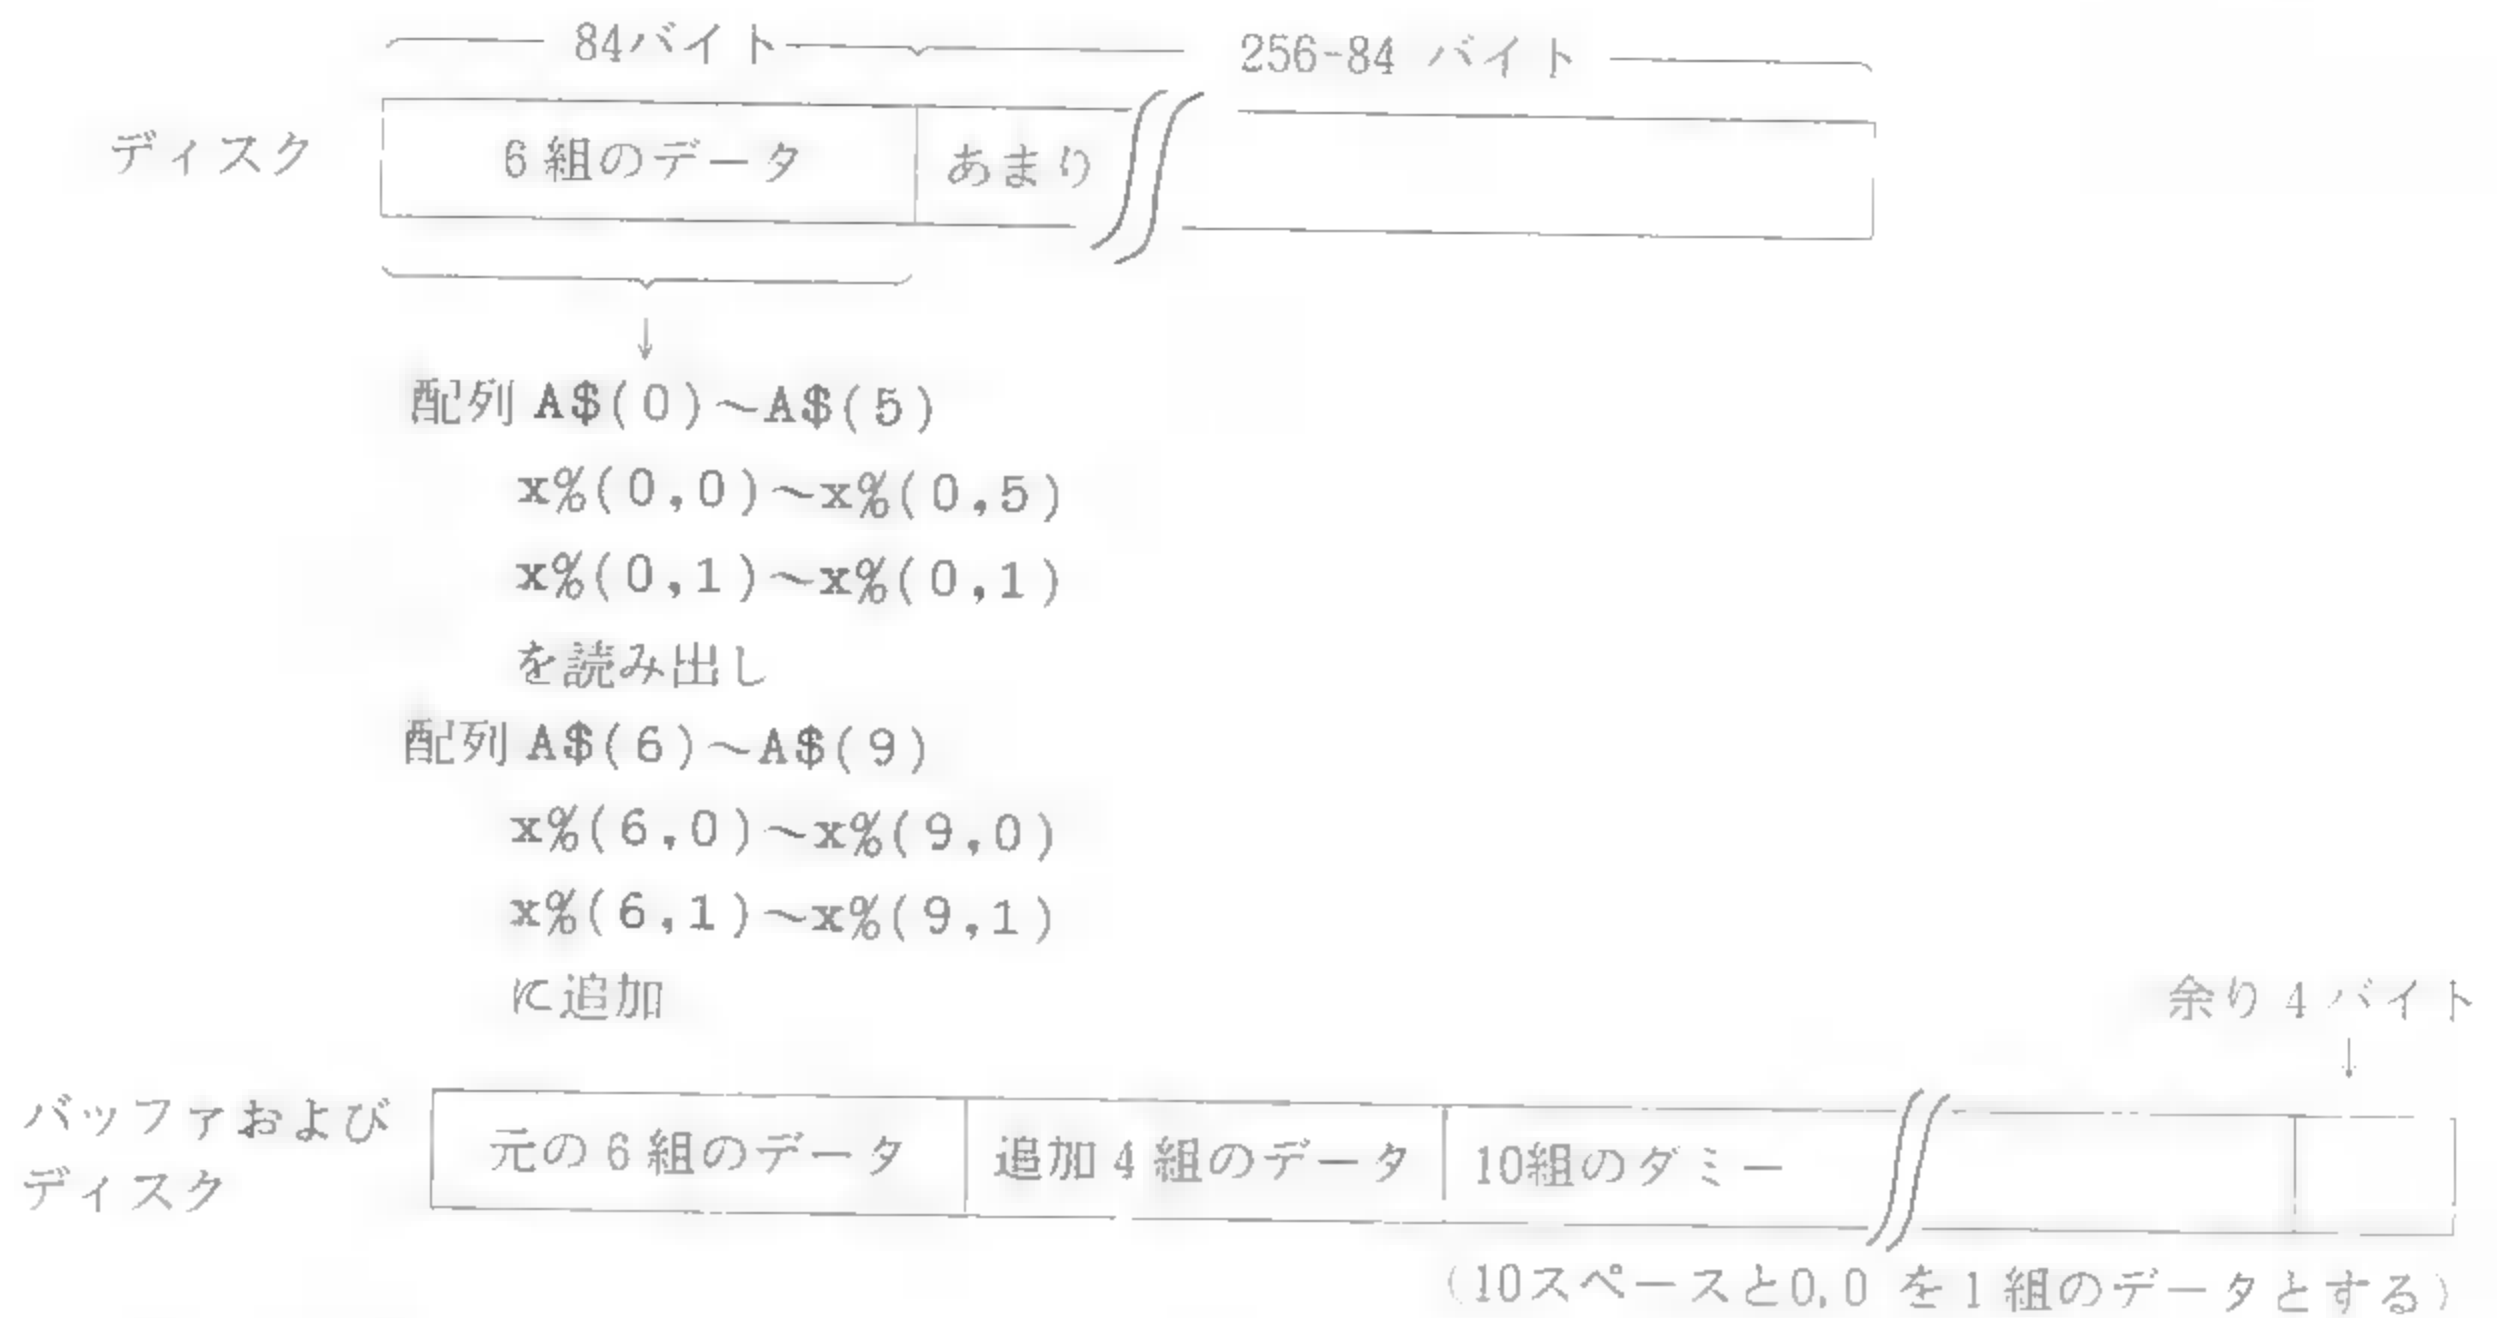 84バイト
256-84 バイト
ディスク
6組のデータ
あまり
↓
配列 A$(0)～A$(5)
x%(0,0)～x%(0,5)
x%(0,1)～x%(0,1)
を読み出し
配列 A$(6)～A$(9)
x%(6,0)～x%(9,0)
x%(6,1)～x%(9,1)
に追加
余り 4 バイト
↓
バッファおよび
ディスク
元の6組のデータ
追加4組のデータ
10組のダミー
(10スペースと0,0 を1組のデータとする)